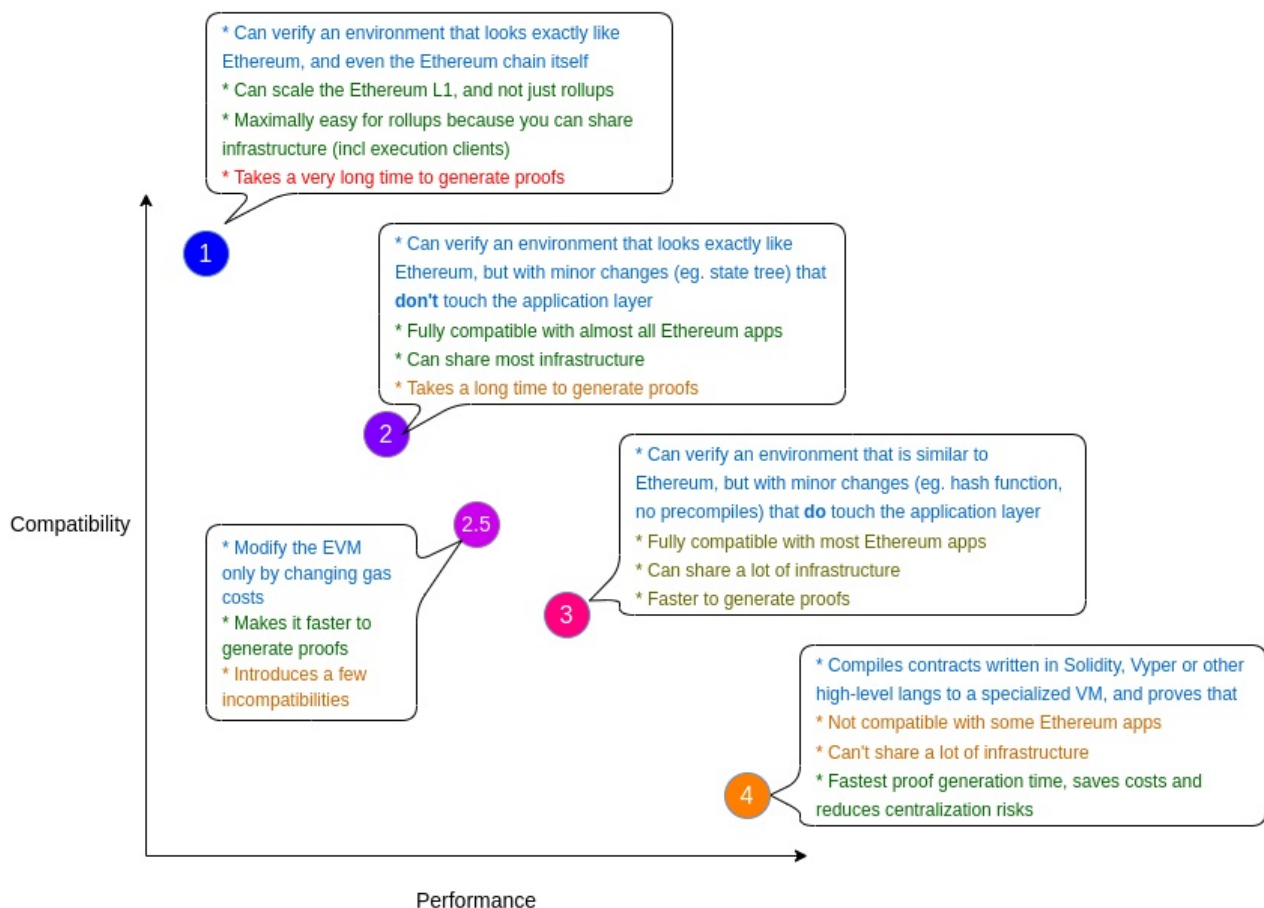 * Can verify an environment that looks exactly like
Ethereum, and even the Ethereum chain itself
* Can scale the Ethereum L1, and not just rollups
* Maximally easy for rollups because you can share
infrastructure (incl execution clients)
* Takes a very long time to generate proofs
1
* Can verify an environment that looks exactly like
Ethereum, but with minor changes (eg. state tree) that
don't touch the application layer
* Fully compatible with almost all Ethereum apps
* Can share most infrastructure
* Takes a long time to generate proofs
2
Compatibility
2.5
* Modify the EVM
only by changing gas
costs
* Makes it faster to
generate proofs
* Introduces a few
incompatibilities
* Can verify an environment that is similar to
Ethereum, but with minor changes (eg. hash function,
no precompiles) that do touch the application layer
* Fully compatible with most Ethereum apps
* Can share a lot of infrastructure
* Faster to generate proofs
3
* Compiles contracts written in Solidity, Vyper or other
high-level langs to a specialized VM, and proves that
* Not compatible with some Ethereum apps
* Can't share a lot of infrastructure
* Fastest proof generation time, saves costs and
reduces centralization risks
4
Performance